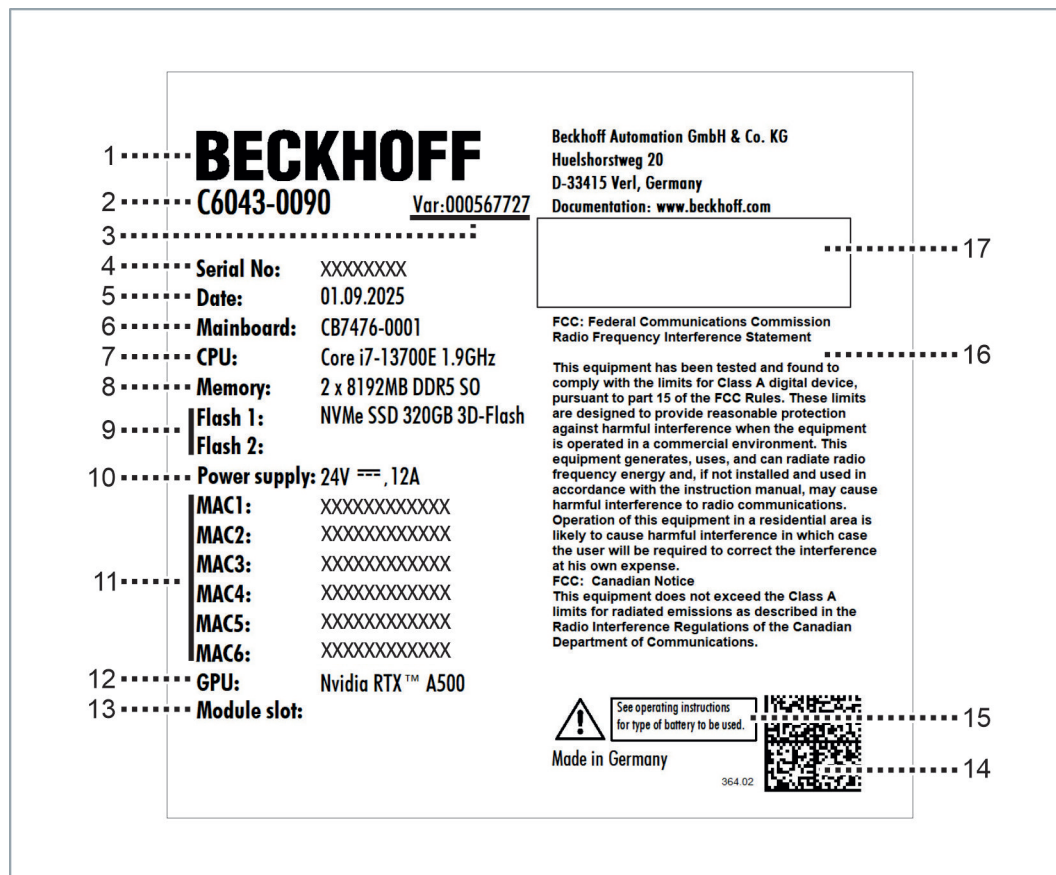 BECKHOFF
C6043-0090 Var:000567727
Serial No: XXXXXXXX
Date: 01.09.2025
Mainboard: CB7476-0001
CPU: Core i7-13700E 1.9GHz
Memory: 2 x 8192MB DDR5 SO
Flash 1: NVMe SSD 320GB 3D-Flash
Flash 2:
Power supply: 24V ⎓, 12A
MAC1: XXXXXXXXXXXX
MAC2: XXXXXXXXXXXX
MAC3: XXXXXXXXXXXX
MAC4: XXXXXXXXXXXX
MAC5: XXXXXXXXXXXX
MAC6: XXXXXXXXXXXX
GPU: Nvidia RTX™ A500
Module slot:
1
2
3
4
5
6
7
8
9
10
11
12
13
Beckhoff Automation GmbH & Co. KG
Huelshorstweg 20
D-33415 Verl, Germany
Documentation: www.beckhoff.com
FCC: Federal Communications Commission
Radio Frequency Interference Statement
This equipment has been tested and found to
comply with the limits for Class A digital device,
pursuant to part 15 of the FCC Rules. These limits
are designed to provide reasonable protection
against harmful interference when the equipment
is operated in a commercial environment. This
equipment generates, uses, and can radiate radio
frequency energy and, if not installed and used in
accordance with the instruction manual, may cause
harmful interference to radio communications.
Operation of this equipment in a residential area is
likely to cause harmful interference in which case
the user will be required to correct the interference
at his own expense.
FCC: Canadian Notice
This equipment does not exceed the Class A
limits for radiated emissions as described in the
Radio Interference Regulations of the Canadian
Department of Communications.
See operating instructions
for type of battery to be used.
Made in Germany
364.02
17
16
15
14